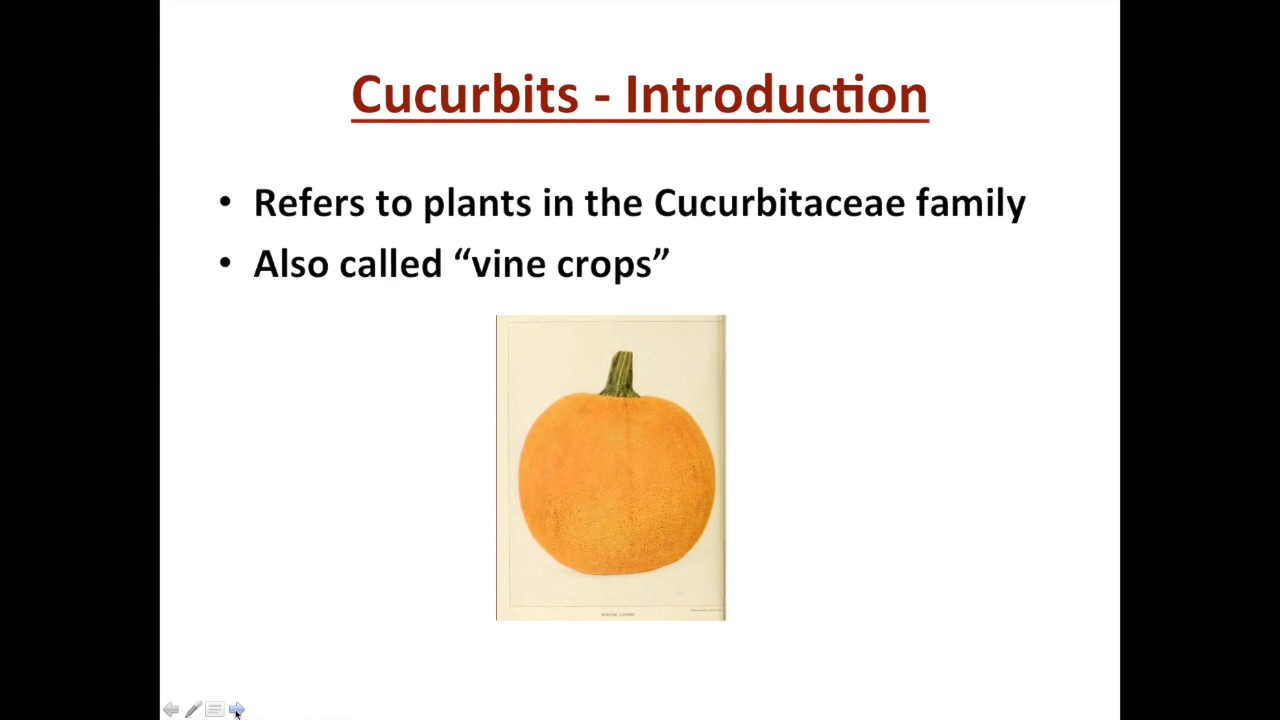 Cucurbits - Introduction
• Refers to plants in the Cucurbitaceae family
• Also called “vine crops”